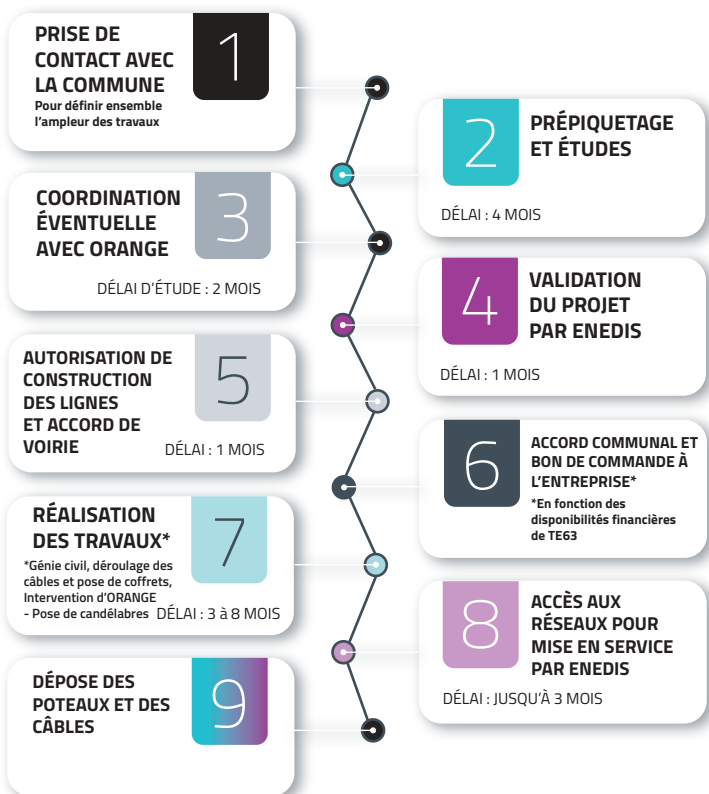 1
PRISE DE
CONTACT AVEC
LA COMMUNE
Pour définir ensemble
l'ampleur des travaux
2
PRÉPIQUETAGE
ET ÉTUDES
DÉLAI : 4 MOIS
3
COORDINATION
ÉVENTUELLE
AVEC ORANGE
DÉLAI D'ÉTUDE : 2 MOIS
4
VALIDATION
DU PROJET
PAR ENEDIS
DÉLAI : 1 MOIS
5
AUTORISATION DE
CONSTRUCTION
DES LIGNES
ET ACCORD DE
VOIRIE
DÉLAI : 1 MOIS
6
ACCORD COMMUNAL ET
BON DE COMMANDE À
L'ENTREPRISE*
*En fonction des
disponibilités financières
de TE63
7
RÉALISATION
DES TRAVAUX*
*Génie civil, déroulage des
câbles et pose de coffrets,
Intervention d'ORANGE
- Pose de candélabres
DÉLAI : 3 à 8 MOIS
8
ACCÈS AUX
RÉSEAUX POUR
MISE EN SERVICE
PAR ENEDIS
DÉLAI : JUSQU'À 3 MOIS
9
DÉPOSE DES
POTEAUX ET DES
CÂBLES